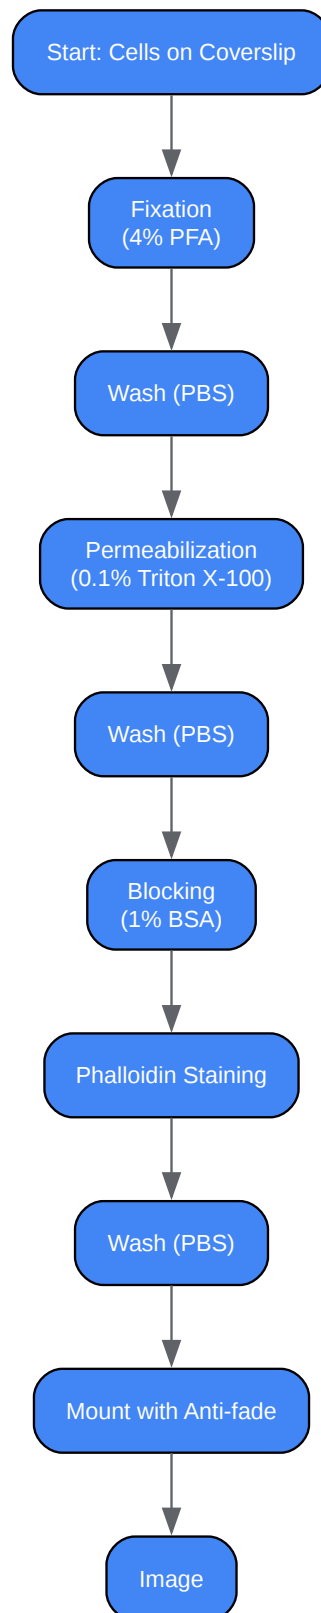 Start: Cells on Coverslip
Fixation
(4% PFA)
Wash (PBS)
Permeabilization
(0.1% Triton X-100)
Wash (PBS)
Blocking
(1% BSA)
Phalloidin Staining
Wash (PBS)
Mount with Anti-fade
Image